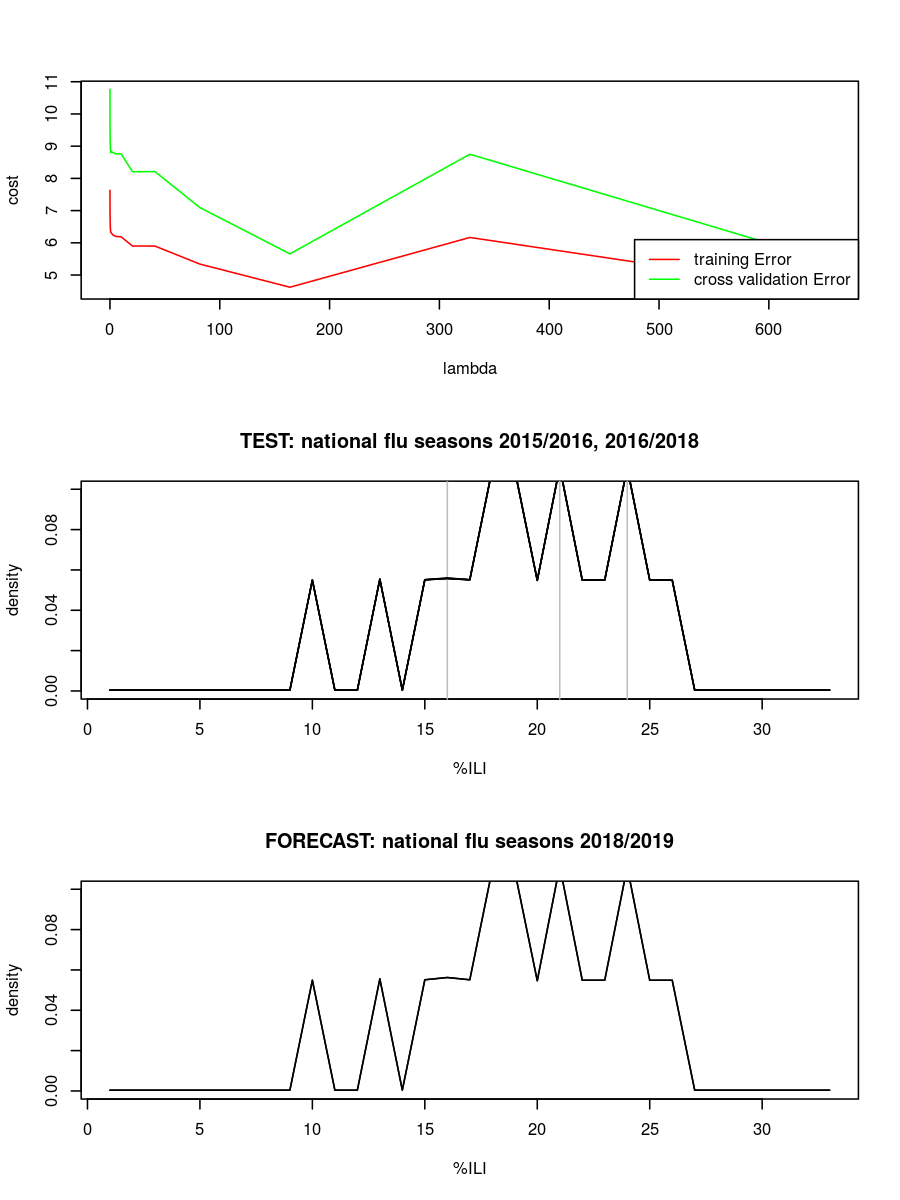 11
10
9
8
7
6
5
cost
training Error
cross validation Error
0 100 200 300 400 500 600
lambda
TEST: national flu seasons 2015/2016, 2016/2018
0.08
0.04
0.00
density
0 5 10 15 20 25 30
%ILI
FORECAST: national flu seasons 2018/2019
0.08
0.04
0.00
density
0 5 10 15 20 25 30
%ILI